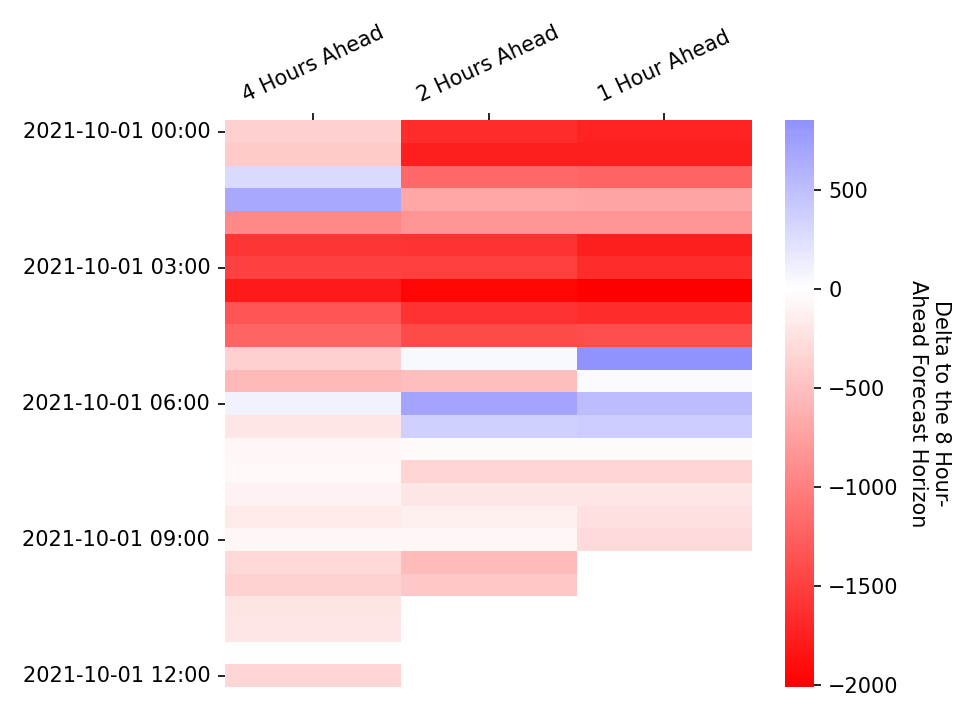 4 Hours Ahead
2 Hours Ahead
1 Hour Ahead
2021-10-01 00:00
2021-10-01 03:00
2021-10-01 06:00
2021-10-01 09:00
2021-10-01 12:00
500
0
−500
−1000
−1500
−2000
Delta to the 8 Hour-
Ahead Forecast Horizon